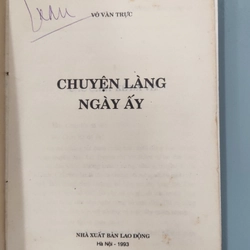 VÕ VĂN TRỰC
CHUYỆN LÀNG
NGÀY ẤY
NHÀ XUẤT BẢN LAO ĐỘNG
Hà Nội - 1993